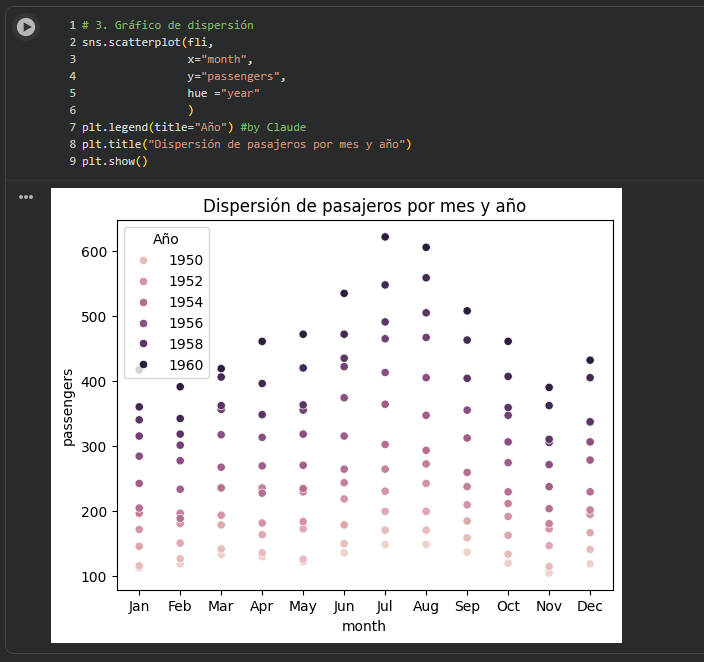 1 # 3. Gráfico de dispersión
2 sns.scatterplot(fli,
3 x="month",
4 y="passengers",
5 hue ="year"
6 )
7 plt.legend(title="Año") #by Claude
8 plt.title("Dispersión de pasajeros por mes y año")
9 plt.show()
Dispersión de pasajeros por mes y año
Año
1950
1952
1954
1956
1958
1960
600
500
400
300
200
100
passengers
Jan Feb Mar Apr May Jun Jul Aug Sep Oct Nov Dec
month